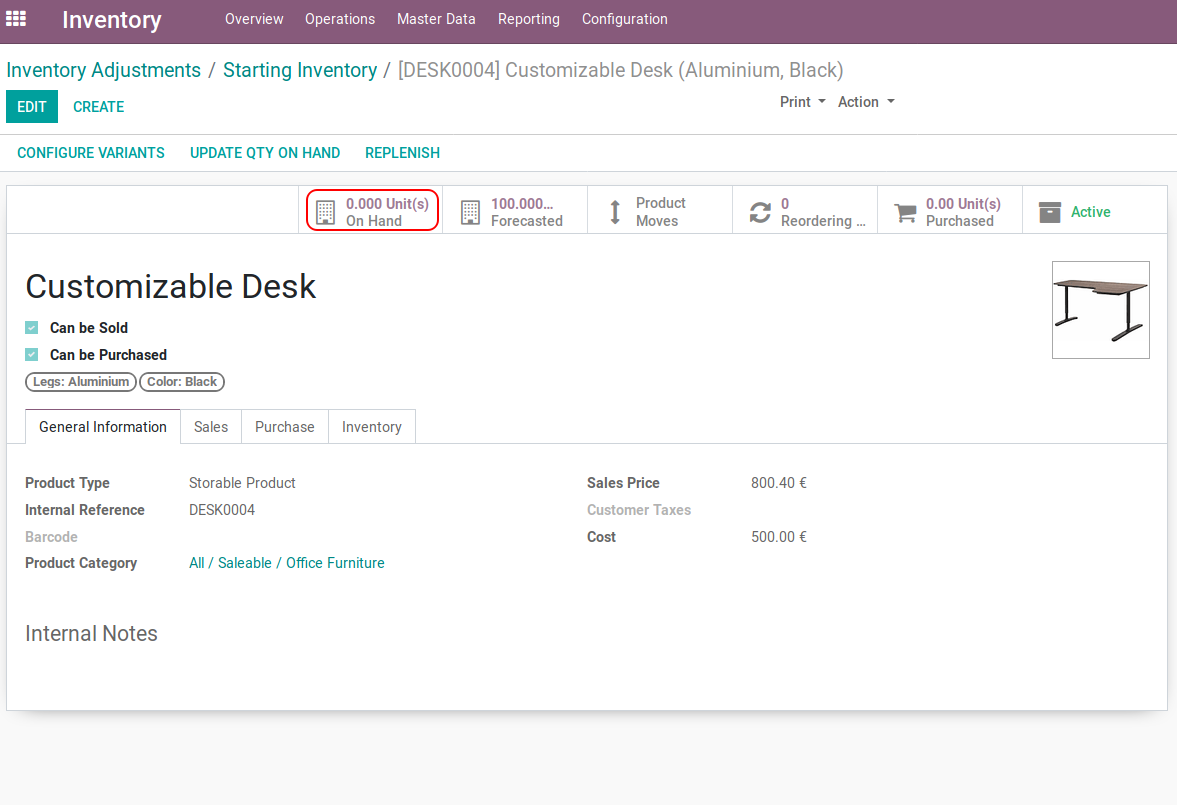 Inventory Overview Operations Master Data Reporting Configuration
Inventory Adjustments / Starting Inventory / [DESK0004] Customizable Desk (Aluminium, Black)
EDIT CREATE Print Action
CONFIGURE VARIANTS UPDATE QTY ON HAND REPLENISH
0.000 Unit(s)
On Hand
100.000...
Forecasted
Product
Moves
0
Reordering ...
0.00 Unit(s)
Purchased
Active
Customizable Desk
Can be Sold
Can be Purchased
Legs: Aluminium Color: Black
General Information Sales Purchase Inventory
Product Type Storable Product
Internal Reference DESK0004
Barcode
Product Category All / Saleable / Office Furniture
Sales Price 800.40 €
Customer Taxes
Cost 500.00 €
Internal Notes